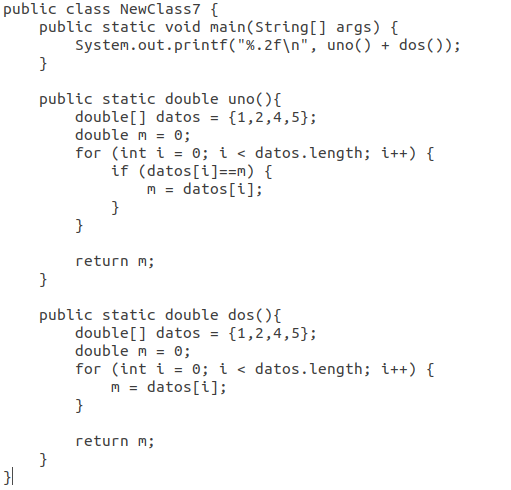 public class NewClass7 {
    public static void main(String[] args) {
        System.out.printf("%.2f\n", uno() + dos());
    }

    public static double uno(){
        double[] datos = {1,2,4,5};
        double m = 0;
        for (int i = 0; i < datos.length; i++) {
            if (datos[i]==m) {
                m = datos[i];
            }
        }

        return m;
    }

    public static double dos(){
        double[] datos = {1,2,4,5};
        double m = 0;
        for (int i = 0; i < datos.length; i++) {
            m = datos[i];
        }

        return m;
    }
}